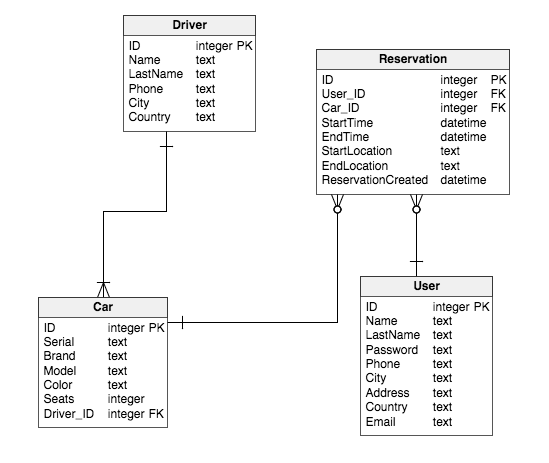 Driver
ID integer PK
Name text
LastName text
Phone text
City text
Country text
Reservation
ID integer PK
User_ID integer FK
Car_ID integer FK
StartTime datetime
EndTime datetime
StartLocation text
EndLocation text
ReservationCreated datetime
Car
ID integer PK
Serial text
Brand text
Model text
Color text
Seats integer
Driver_ID integer FK
User
ID integer PK
Name text
LastName text
Password text
Phone text
City text
Address text
Country text
Email text